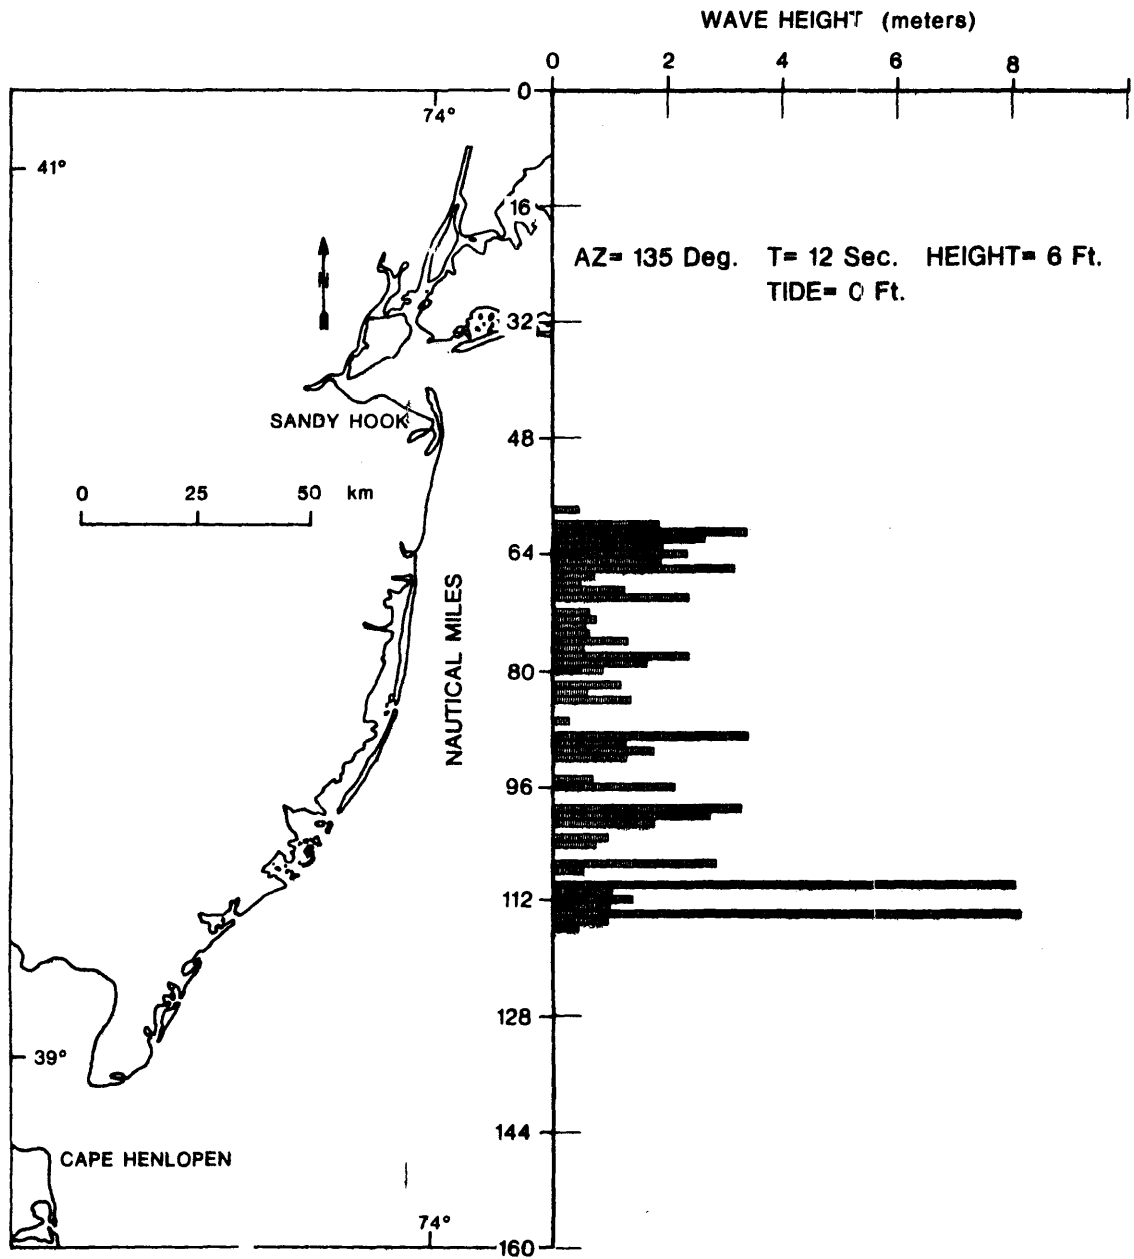 WAVE HEIGHT (meters)
0 2 4 6 8
0
74°
41°
16
AZ= 135 Deg. T= 12 Sec. HEIGHT= 6 Ft.
TIDE= 0 Ft.
N
32
SANDY HOOK
48
0 25 50 km
64
NAUTICAL MILES
80
96
112
128
39°
144
CAPE HENLOPEN
74°
160